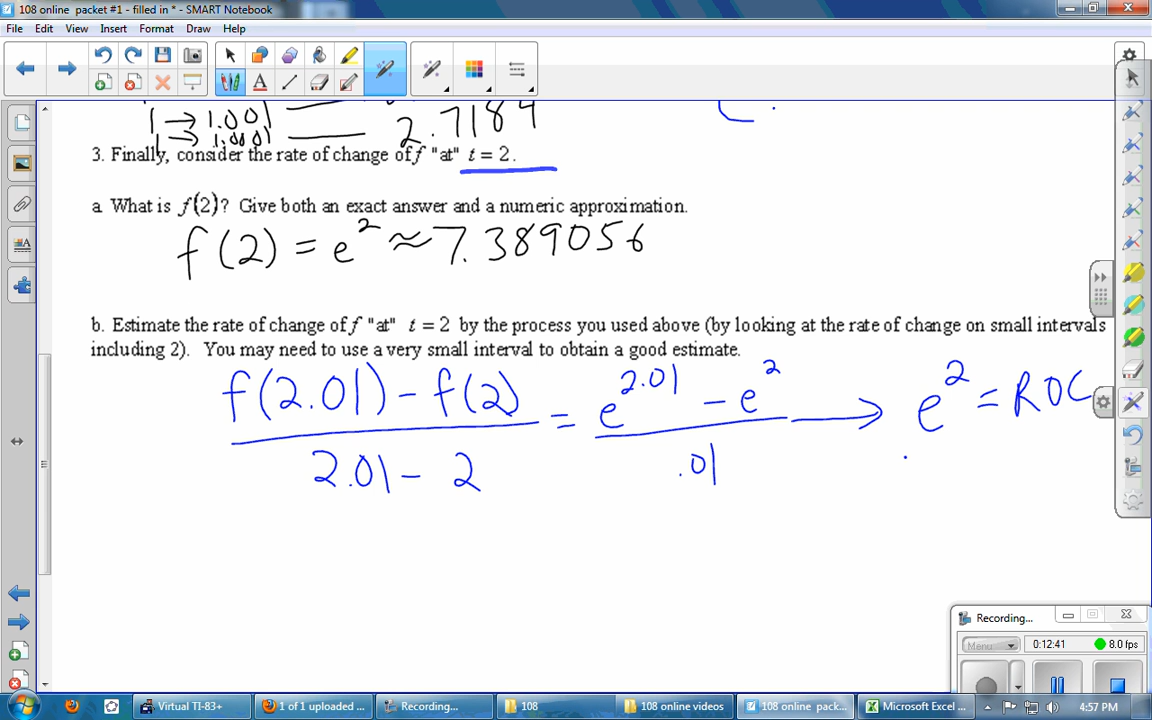 108 online packet #1 - filled in * - SMART Notebook
File Edit View Insert Format Draw Help
1 → 1.001
2.7184
1 → 1.0001
3. Finally, consider the rate of change of f "at" t = 2.
a. What is f(2)? Give both an exact answer and a numeric approximation.
f(2) = e² ≈ 7.389056
b. Estimate the rate of change of f "at" t = 2 by the process you used above (by looking at the rate of change on small intervals
including 2). You may need to use a very small interval to obtain a good estimate.
f(2.01) - f(2) = e^2.01 - e² → e² = ROC
2.01 - 2 .01
Recording...
Menu 0:12:41 8.0 fps
Virtual TI-83+ 1 of 1 uploaded ... Recording... 108 108 online videos 108 online pack... Microsoft Excel ... 4:57 PM